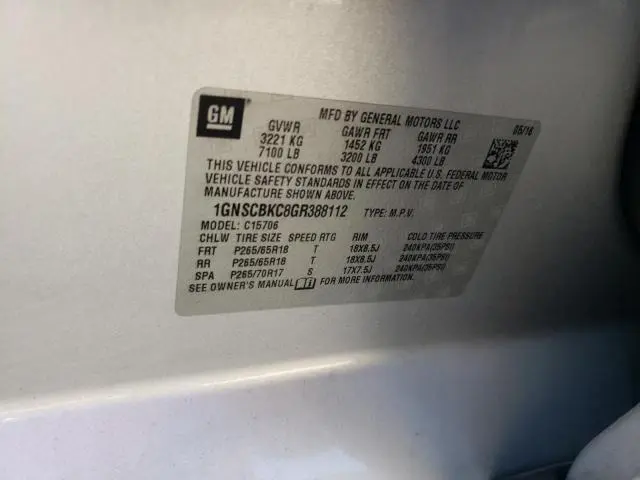 GM
MFD BY GENERAL MOTORS LLC 05/16
GVWR GAWR FRT GAWR RR
3221 KG 1452 KG 1951 KG
7100 LB 3200 LB 4300 LB
THIS VEHICLE CONFORMS TO ALL APPLICABLE U.S. FEDERAL MOTOR
VEHICLE SAFETY STANDARDS IN EFFECT ON THE DATE OF
MANUFACTURE SHOWN ABOVE.
1GNSCBKC8GR388112 TYPE: M.P.V.
MODEL: C15706
CHLW TIRE SIZE SPEED RTG RIM COLD TIRE PRESSURE
FRT P265/65R18 T 18X8.5J 240KPA(35PSI)
RR P265/65R18 T 18X8.5J 240KPA(35PSI)
SPA P265/70R17 S 17X7.5J 240KPA(35PSI)
SEE OWNER'S MANUAL FOR MORE INFORMATION.